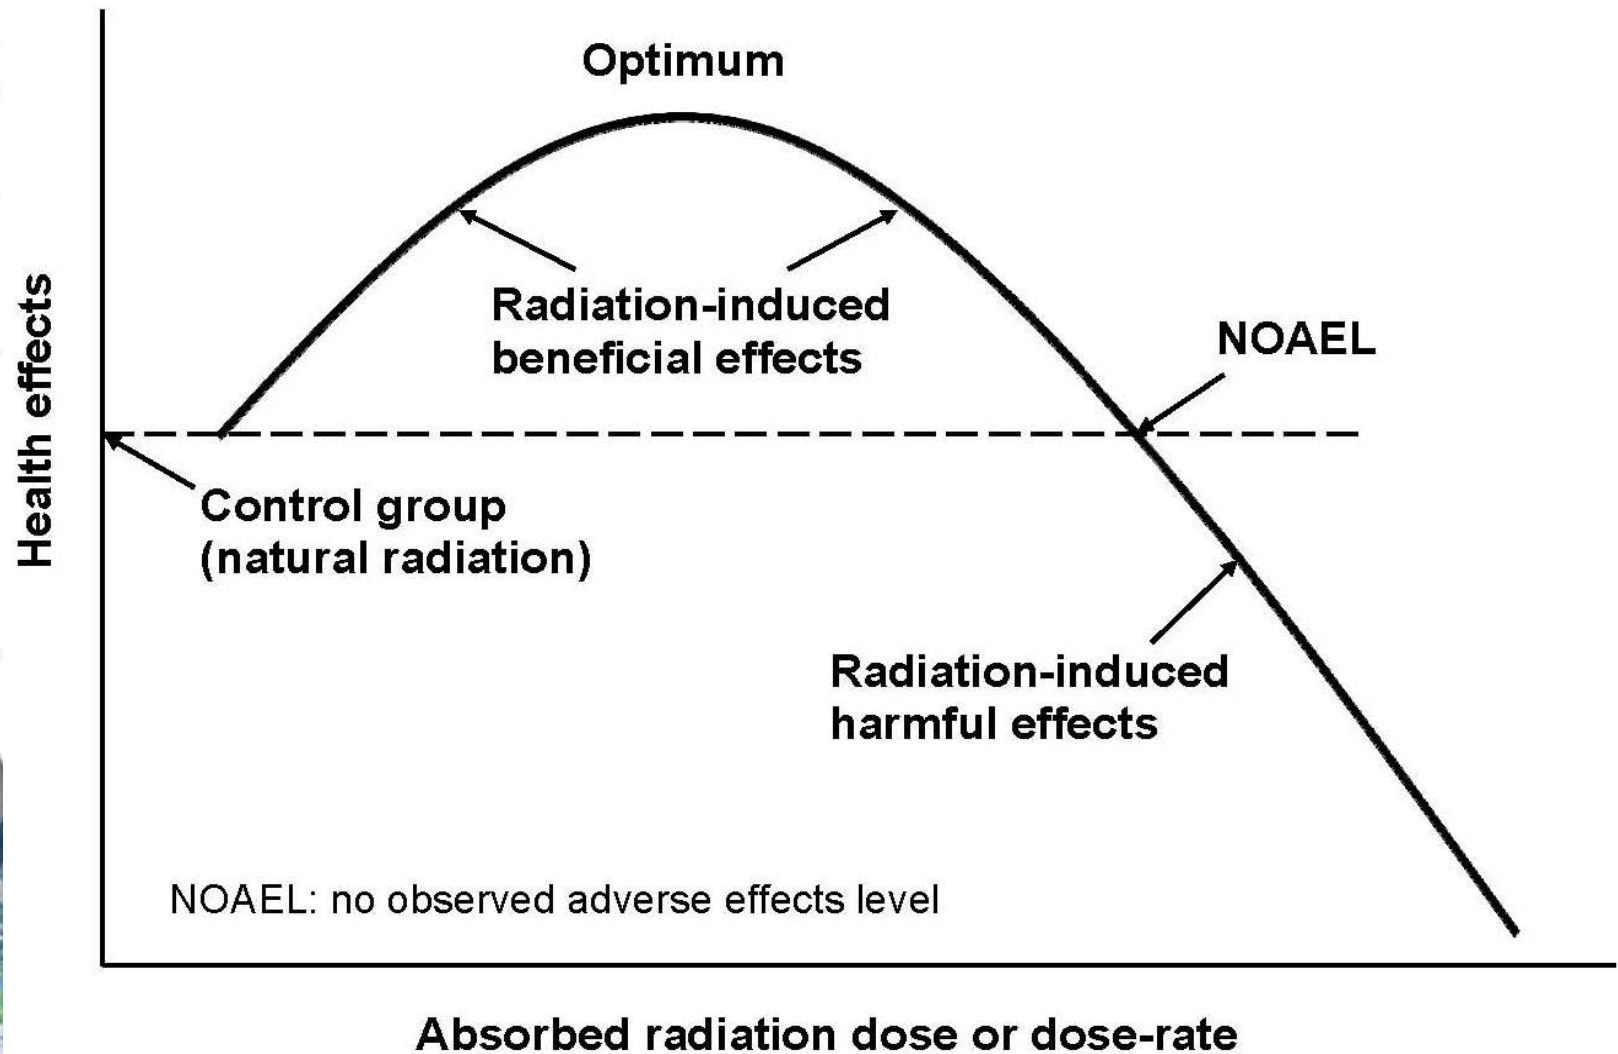 Optimum
Radiation-induced
beneficial effects
NOAEL
Health effects
Control group
(natural radiation)
Radiation-induced
harmful effects
NOAEL: no observed adverse effects level
Absorbed radiation dose or dose-rate